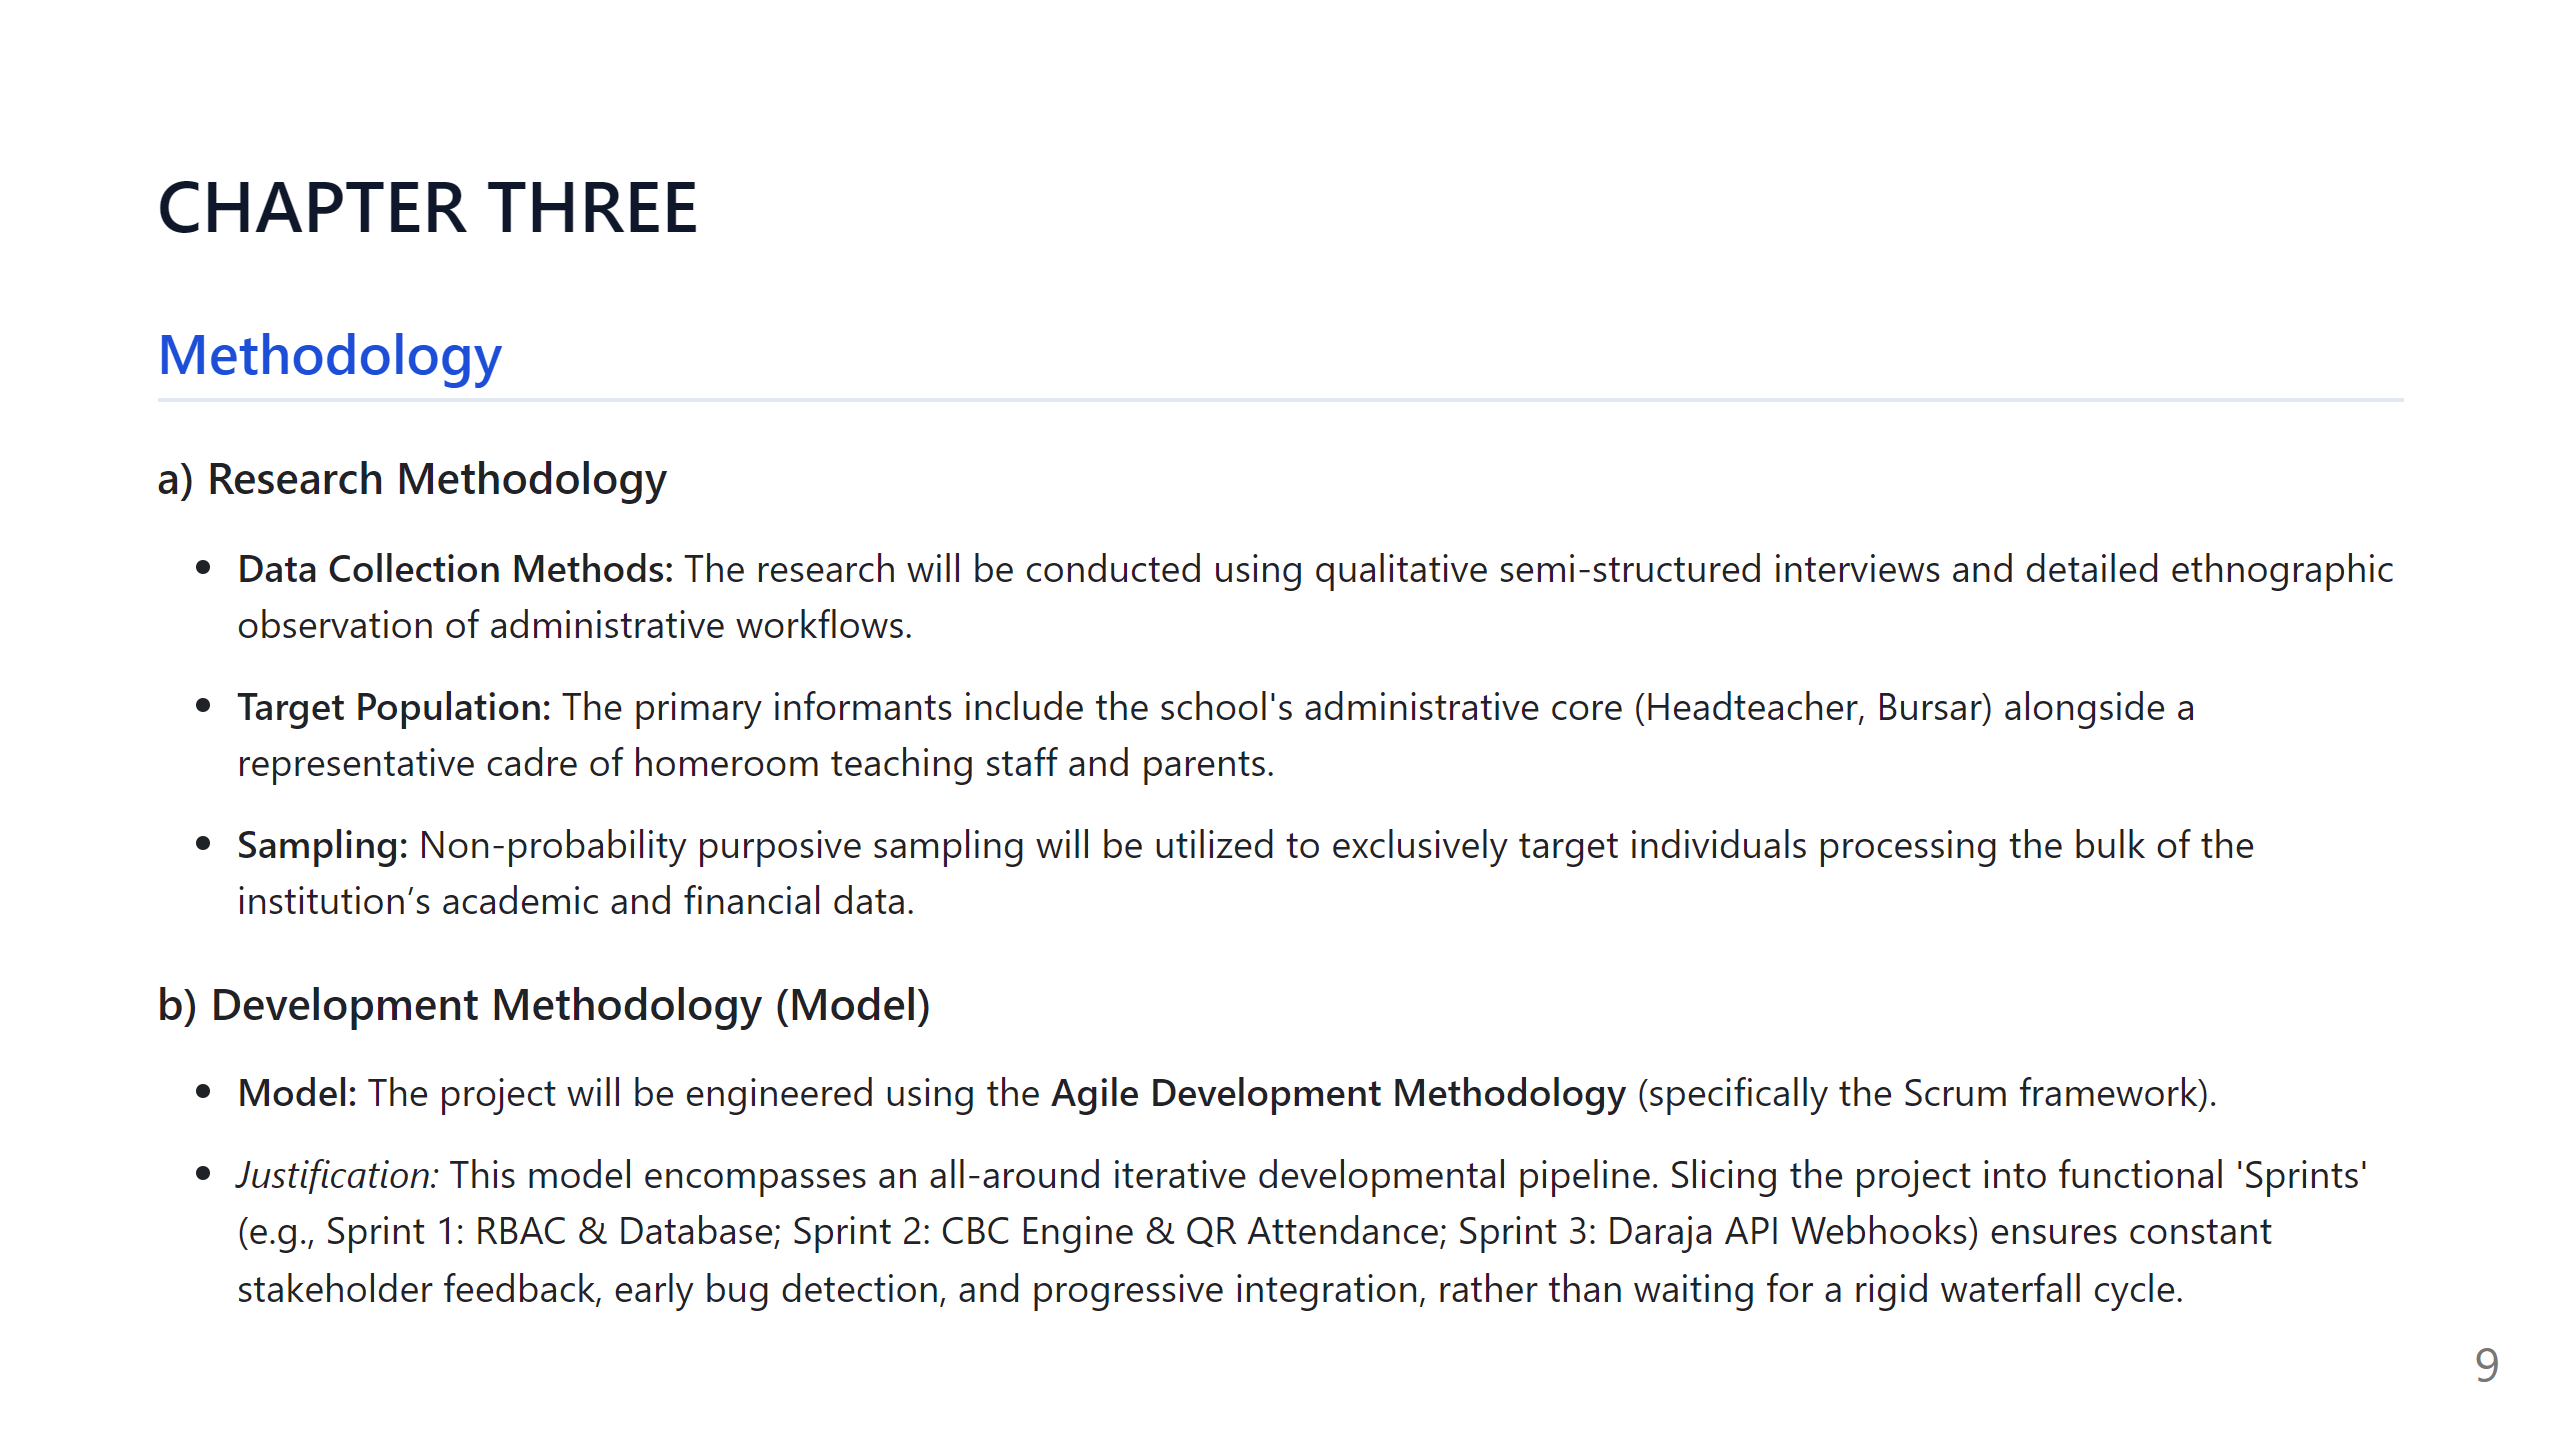 CHAPTER THREE
Methodology
a) Research Methodology
• Data Collection Methods: The research will be conducted using qualitative semi-structured interviews and detailed ethnographic
observation of administrative workflows.
• Target Population: The primary informants include the school's administrative core (Headteacher, Bursar) alongside a
representative cadre of homeroom teaching staff and parents.
• Sampling: Non-probability purposive sampling will be utilized to exclusively target individuals processing the bulk of the
institution’s academic and financial data.
b) Development Methodology (Model)
• Model: The project will be engineered using the Agile Development Methodology (specifically the Scrum framework).
• Justification: This model encompasses an all-around iterative developmental pipeline. Slicing the project into functional 'Sprints'
(e.g., Sprint 1: RBAC & Database; Sprint 2: CBC Engine & QR Attendance; Sprint 3: Daraja API Webhooks) ensures constant
stakeholder feedback, early bug detection, and progressive integration, rather than waiting for a rigid waterfall cycle.
9